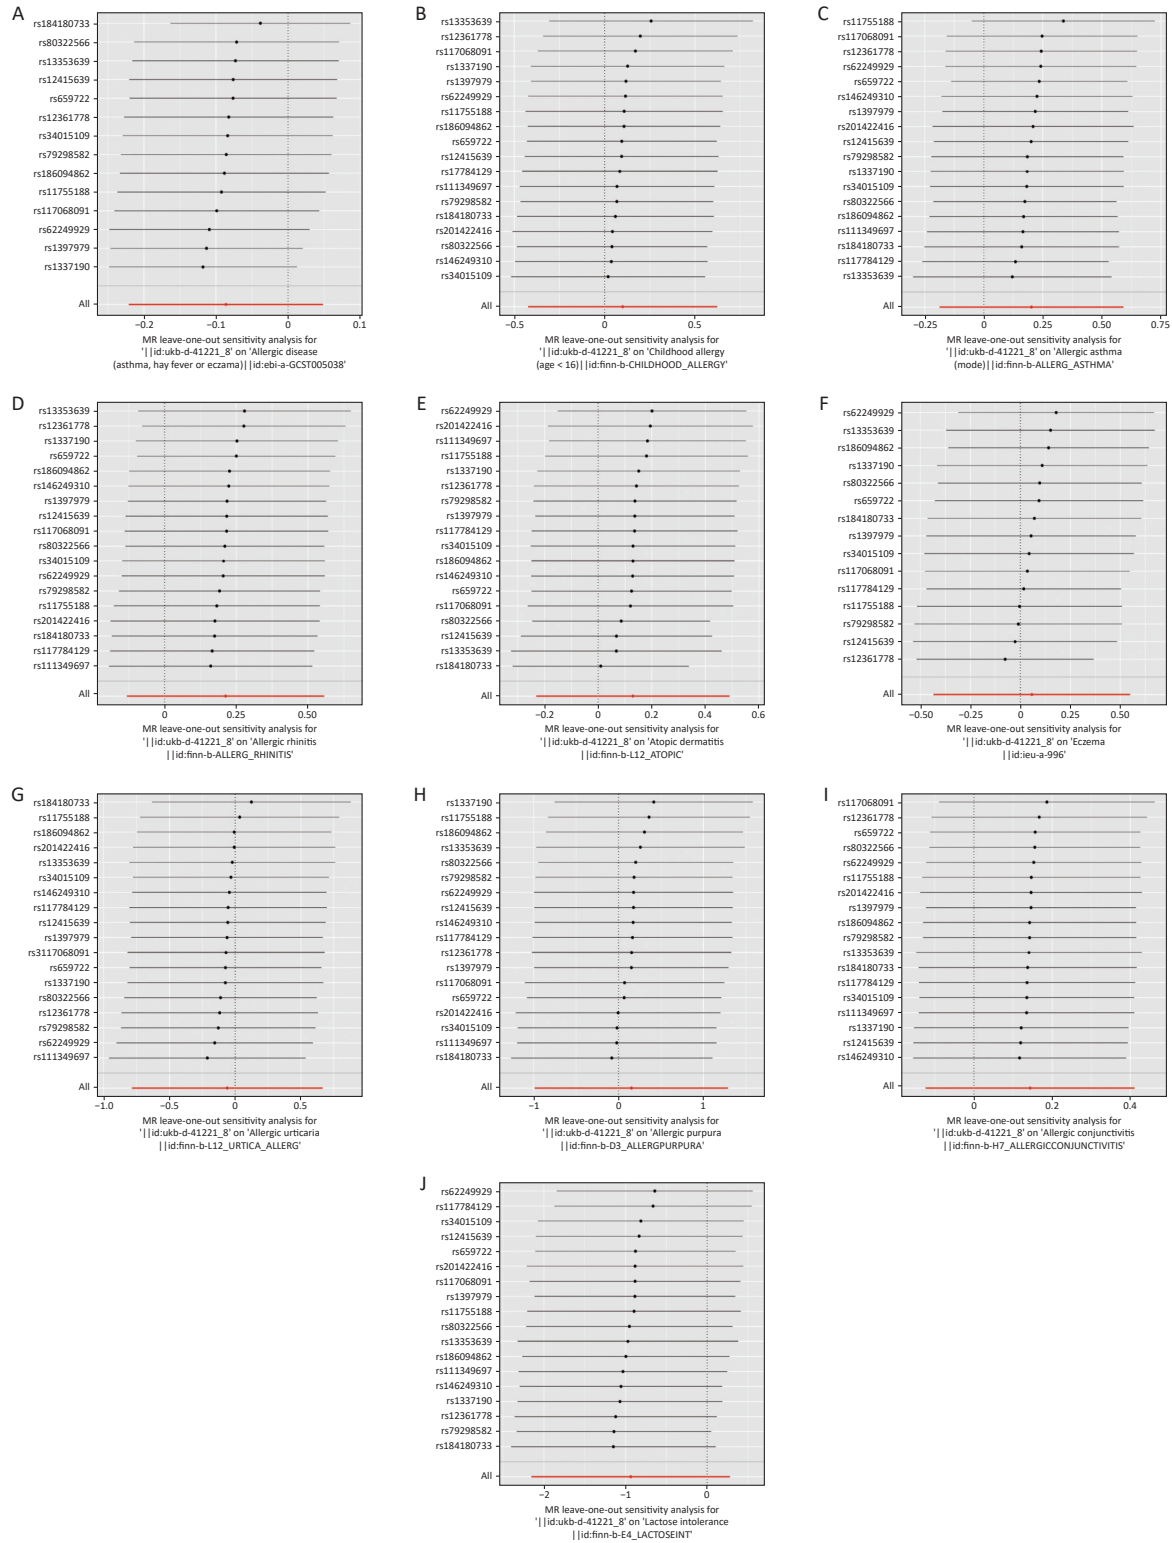 A
rs184180733
rs80322566
rs13353639
rs12415639
rs659722
rs12361778
rs34015109
rs79298582
rs186094862
rs11755188
rs117068091
rs62249929
rs1397979
rs1337190
All
−0.2 −0.1 0 0.1
MR leave-one-out sensitivity analysis for
'||id:ukb-d-41221_8' on 'Allergic disease
(asthma, hay fever or eczama)||id:ebi-a-GCST005038'
B
rs13353639
rs12361778
rs117068091
rs1337190
rs1397979
rs62249929
rs11755188
rs186094862
rs659722
rs12415639
rs17784129
rs111349697
rs79298582
rs184180733
rs201422416
rs80322566
rs146249310
rs34015109
All
−0.5 0 0.5
MR leave-one-out sensitivity analysis for
'||id:ukb-d-41221_8' on 'Childhood allergy
(age < 16)||id:finn-b-CHILDHOOD_ALLERGY'
C
rs11755188
rs117068091
rs12361778
rs62249929
rs659722
rs146249310
rs1397979
rs201422416
rs12415639
rs79298582
rs1337190
rs34015109
rs80322566
rs186094862
rs111349697
rs184180733
rs117784129
rs13353639
All
−0.25 0 0.25 0.50 0.75
MR leave-one-out sensitivity analysis for
'||id:ukb-d-41221_8' on 'Allergic asthma
(mode)||id:finn-b-ALLERG_ASTHMA'
D
rs13353639
rs12361778
rs1337190
rs659722
rs186094862
rs146249310
rs1397979
rs12415639
rs117068091
rs80322566
rs34015109
rs62249929
rs79298582
rs11755188
rs201422416
rs184180733
rs117784129
rs111349697
All
0 0.25 0.50
MR leave-one-out sensitivity analysis for
'||id:ukb-d-41221_8' on 'Allergic rhinitis
||id:finn-b-ALLERG_RHINITIS'
E
rs62249929
rs201422416
rs111349697
rs11755188
rs1337190
rs12361778
rs79298582
rs1397979
rs117784129
rs34015109
rs186094862
rs146249310
rs659722
rs117068091
rs80322566
rs12415639
rs13353639
rs184180733
All
−0.2 0 0.2 0.4 0.6
MR leave-one-out sensitivity analysis for
'||id:ukb-d-41221_8' on 'Atopic dermatitis
||id:finn-b-L12_ATOPIC'
F
rs62249929
rs13353639
rs186094862
rs1337190
rs80322566
rs659722
rs184180733
rs1397979
rs34015109
rs117068091
rs117784129
rs11755188
rs79298582
rs12415639
rs12361778
All
−0.50 −0.25 0 0.25 0.50
MR leave-one-out sensitivity analysis for
'||id:ukb-d-41221_8' on 'Eczema
||id:ieu-a-996'
G
rs184180733
rs11755188
rs186094862
rs201422416
rs13353639
rs34015109
rs146249310
rs117784129
rs12415639
rs1397979
rs3117068091
rs659722
rs1337190
rs80322566
rs12361778
rs79298582
rs62249929
rs111349697
All
−1.0 −0.5 0 0.5
MR leave-one-out sensitivity analysis for
'||id:ukb-d-41221_8' on 'Allergic urticaria
||id:finn-b-L12_URTICA_ALLERG'
H
rs1337190
rs11755188
rs186094862
rs13353639
rs80322566
rs79298582
rs62249929
rs12415639
rs146249310
rs117784129
rs12361778
rs1397979
rs117068091
rs659722
rs201422416
rs34015109
rs111349697
rs184180733
All
−1 0 1
MR leave-one-out sensitivity analysis for
'||id:ukb-d-41221_8' on 'Allergic purpura
||id:finn-b-D3_ALLERGPURPURA'
I
rs117068091
rs12361778
rs659722
rs80322566
rs62249929
rs11755188
rs201422416
rs1397979
rs186094862
rs79298582
rs13353639
rs184180733
rs117784129
rs34015109
rs111349697
rs1337190
rs12415639
rs146249310
All
0 0.2 0.4
MR leave-one-out sensitivity analysis for
'||id:ukb-d-41221_8' on 'Allergic conjunctivitis
||id:finn-b-H7_ALLERGICCONJUNCTIVITIS'
J
rs62249929
rs117784129
rs34015109
rs12415639
rs659722
rs201422416
rs117068091
rs1397979
rs11755188
rs80322566
rs13353639
rs186094862
rs111349697
rs146249310
rs1337190
rs12361778
rs79298582
rs184180733
All
−2 −1 0
MR leave-one-out sensitivity analysis for
'||id:ukb-d-41221_8' on 'Lactose intolerance
||id:finn-b-E4_LACTOSEINT'